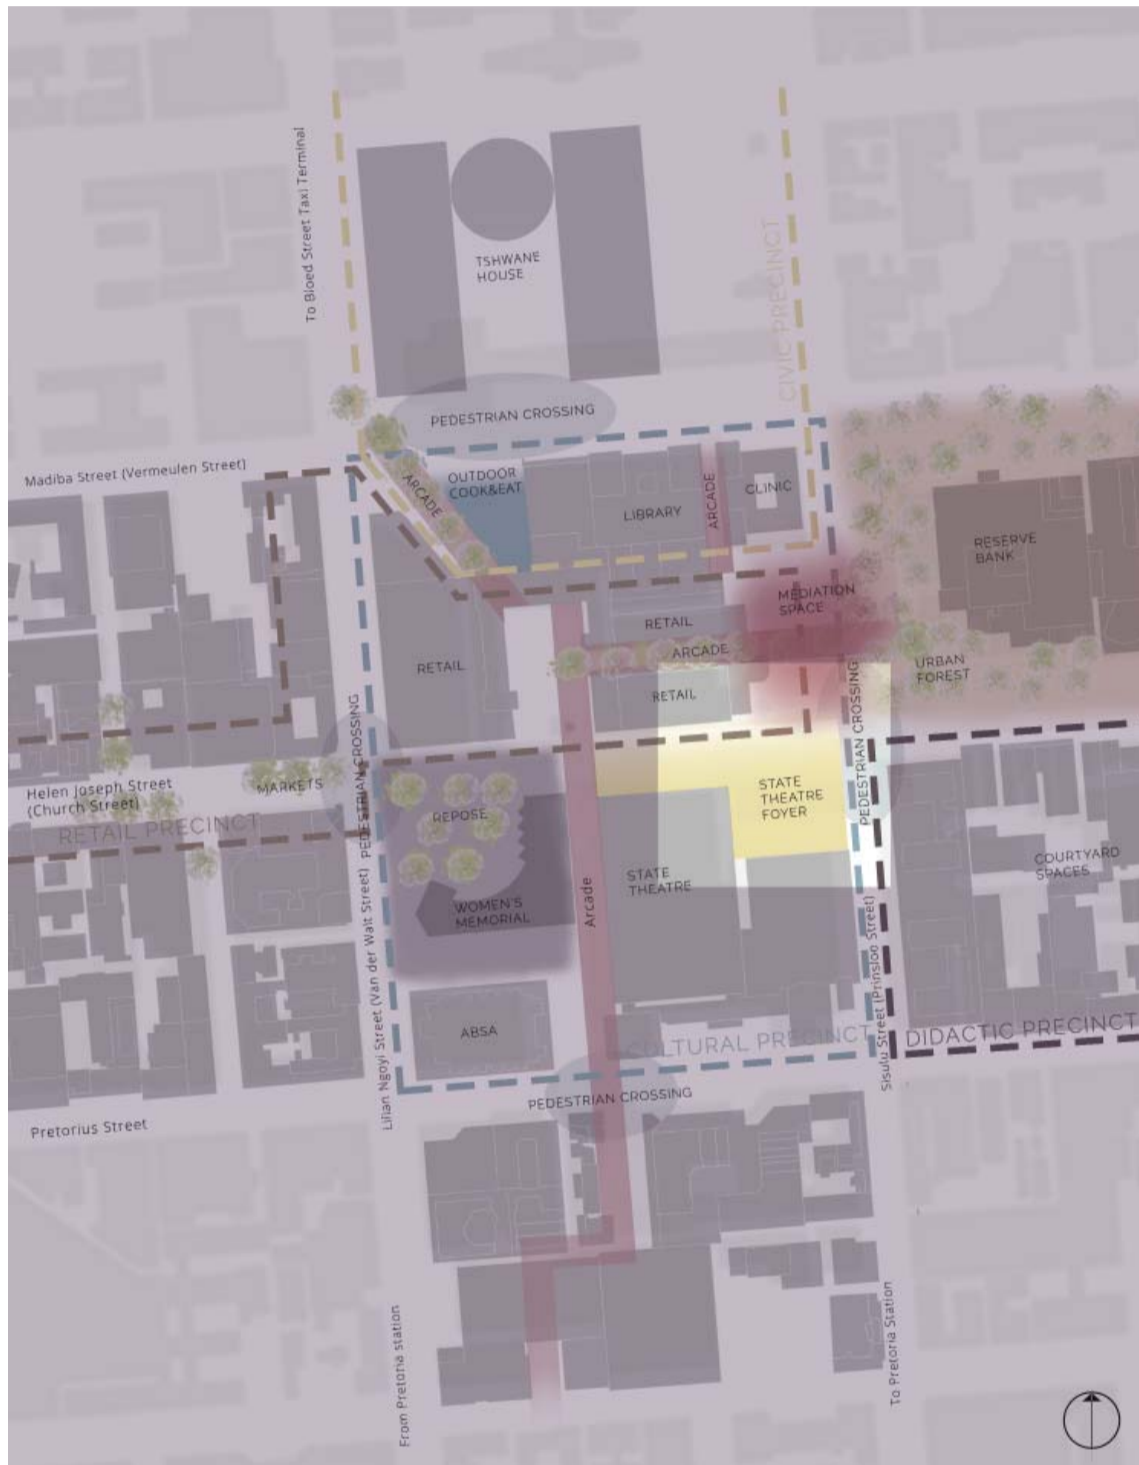 To Bloed Street Taxi Terminal
TSHWANE
HOUSE
CIVIC PRECINCT
PEDESTRIAN CROSSING
Madiba Street (Vermeulen Street)
ARCADE
OUTDOOR
COOK&EAT
LIBRARY
ARCADE
CLINIC
RESERVE
BANK
MEDIATION
SPACE
RETAIL
ARCADE
RETAIL
RETAIL
URBAN
FOREST
PEDESTRIAN CROSSING
PEDESTRIAN CROSSING
Helen Joseph Street
(Church Street)
MARKETS
RETAIL PRECINCT
REPOSE
STATE
THEATRE
FOYER
STATE
THEATRE
WOMEN'S
MEMORIAL
Arcade
COURTYARD
SPACES
Lilian Ngoyi Street (Van der Walt Street)
Sisulu Street (Prinsloo Street)
ABSA
CULTURAL PRECINCT
DIDACTIC PRECINCT
PEDESTRIAN CROSSING
Pretorius Street
From Pretoria station
To Pretoria Station